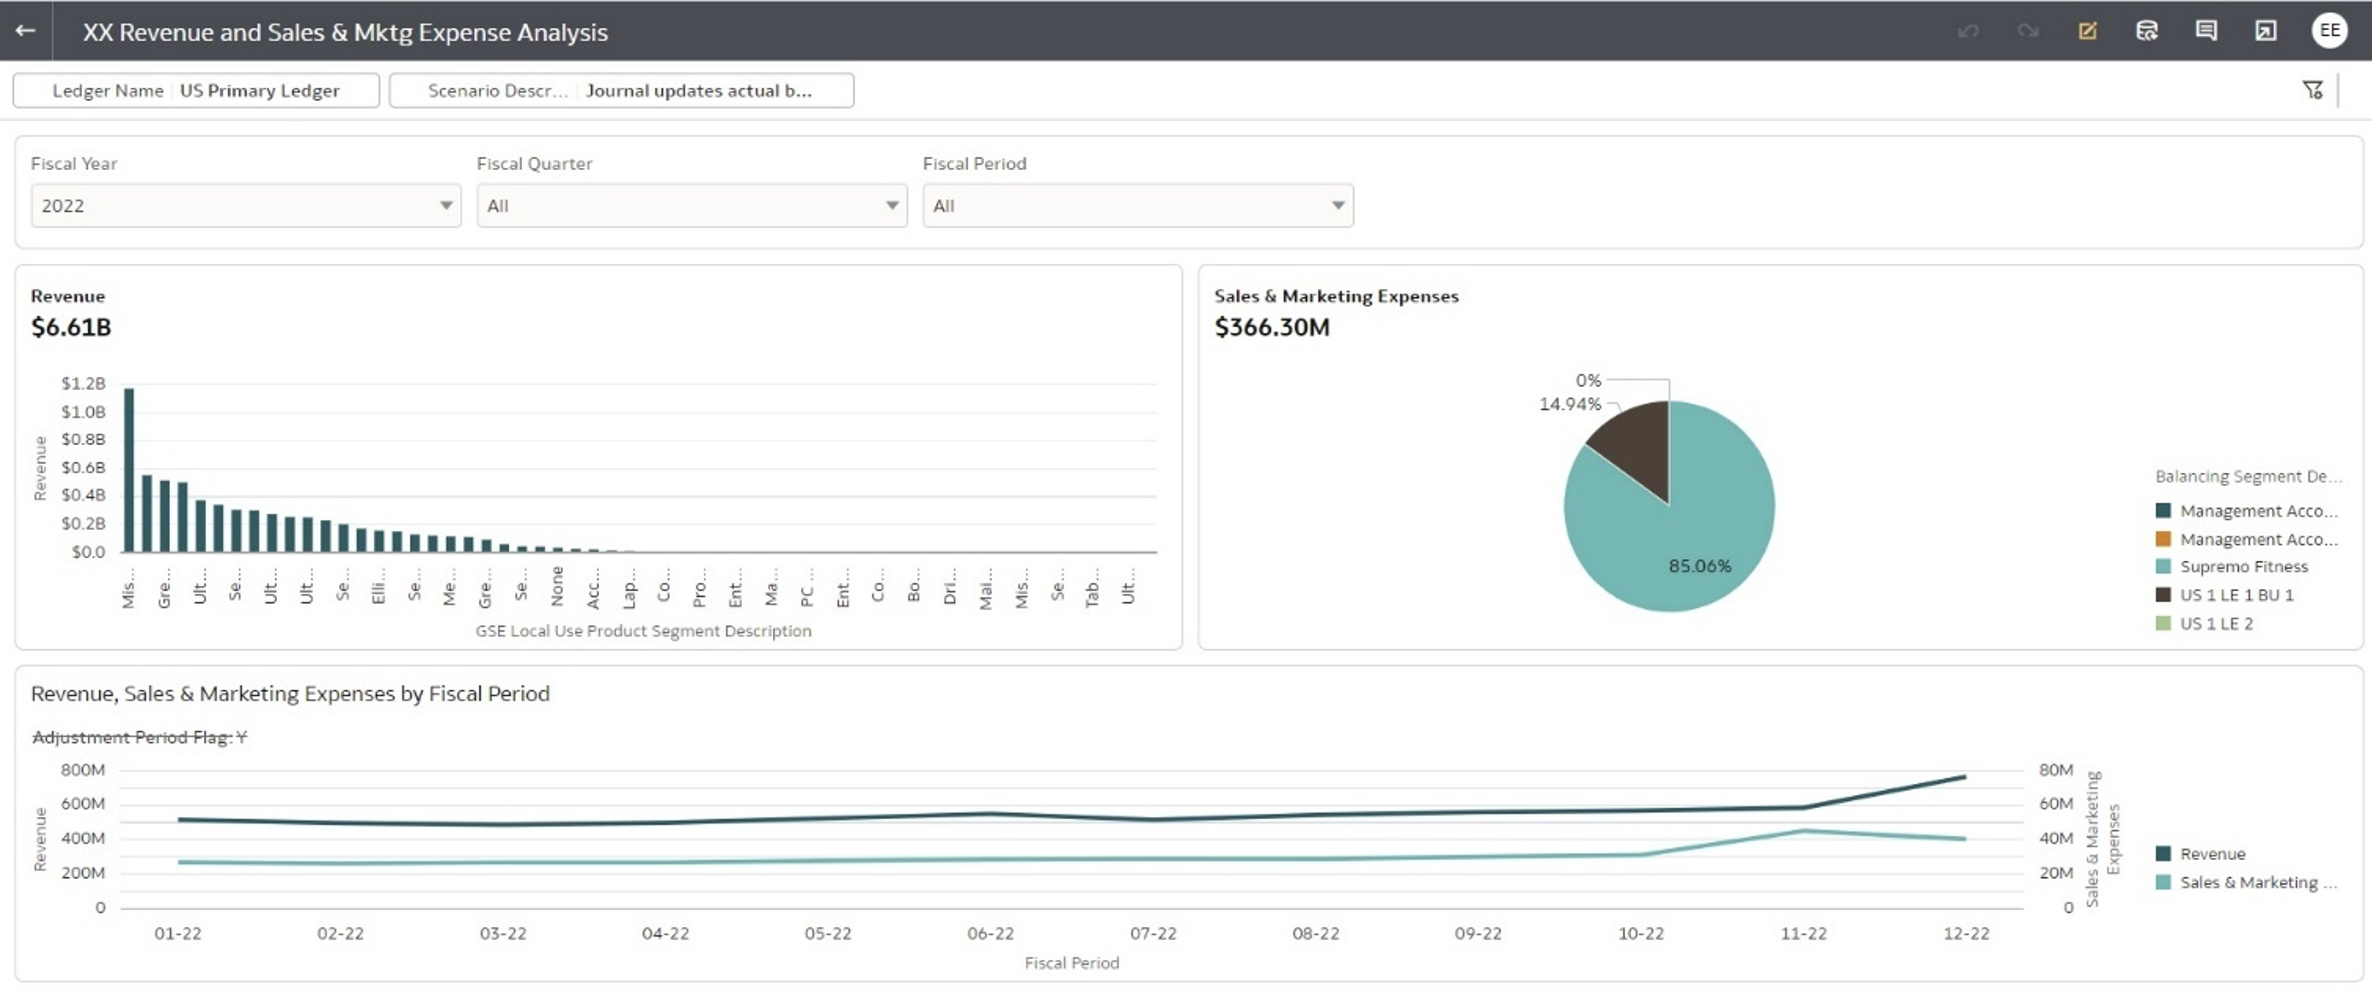 XX Revenue and Sales & Mktg Expense Analysis
EE
Ledger Name US Primary Ledger
Scenario Descr... Journal updates actual b...
Fiscal Year
Fiscal Quarter
Fiscal Period
2022
All
All
Revenue
$6.61B
$1.2B
$1.0B
$0.8B
$0.6B
$0.4B
$0.2B
$0.0
Revenue
Mis...
Gre...
Ult...
Se...
Ult...
Ult...
Se...
Elli...
Se...
Me...
Gre...
Se...
None
Acc...
Lap...
Co...
Pro...
Ent...
Ma...
PC ...
Ent...
Co...
Bo...
Dri...
Mai...
Mis...
Se...
Tab...
Ult...
GSE Local Use Product Segment Description
Sales & Marketing Expenses
$366.30M
0%
14.94%
85.06%
Balancing Segment De...
Management Acco...
Management Acco...
Supremo Fitness
US 1 LE 1 BU 1
US 1 LE 2
Revenue, Sales & Marketing Expenses by Fiscal Period
Adjustment Period Flag: Y
800M
600M
400M
200M
0
Revenue
80M
60M
40M
20M
0
Sales & Marketing
Expenses
Revenue
Sales & Marketing ...
01-22
02-22
03-22
04-22
05-22
06-22
07-22
08-22
09-22
10-22
11-22
12-22
Fiscal Period